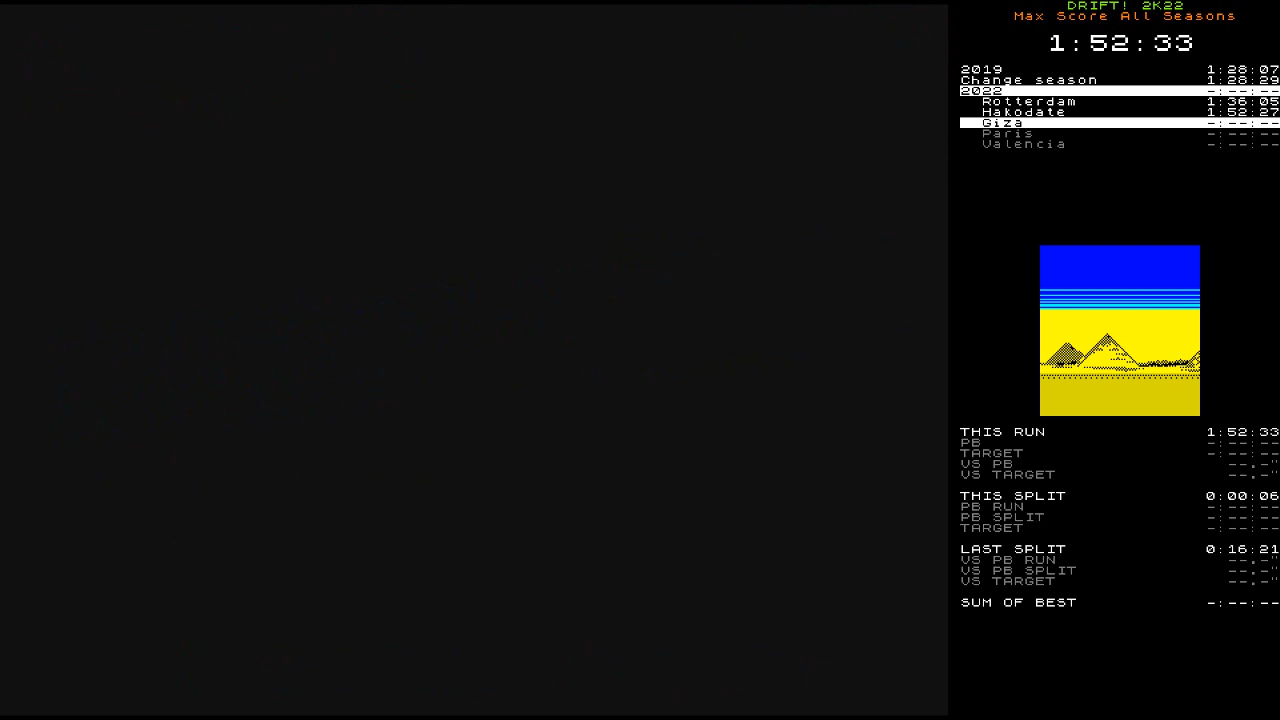 DRIFT! 2K22
Max Score All Seasons
1:52:33
2019 1:28:07
Change season 1:28:29
2022 -:--:--
Rotterdam 1:36:05
Hakodate 1:52:27
Giza -:--:--
Paris -:--:--
Valencia -:--:--
THIS RUN 1:52:33
PB -:--:--
TARGET -:--:--
VS PB --.-"
VS TARGET --.-"
THIS SPLIT 0:00:06
PB RUN -:--:--
PB SPLIT -:--:--
TARGET -:--:--
LAST SPLIT 0:16:21
VS PB RUN --.-"
VS PB SPLIT --.-"
VS TARGET --.-"
SUM OF BEST -:--:--